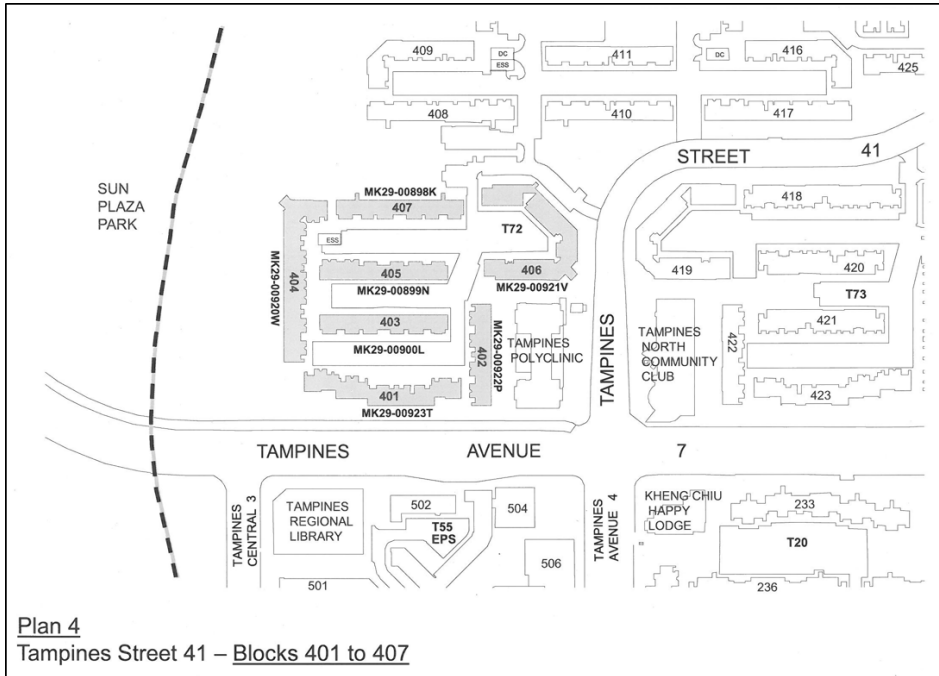 409
DC
ESS
411
DC
416
425
408
410
417
STREET 41
SUN
PLAZA
PARK
MK29-00898K
407
418
T72
ESS
404
MK29-00920W
405
MK29-00899N
406
MK29-00921V
419
420
T73
403
MK29-00900L
402
MK29-00922P
TAMPINES
POLYCLINIC
TAMPINES
TAMPINES
NORTH
COMMUNITY
CLUB
422
421
401
MK29-00923T
423
TAMPINES AVENUE 7
TAMPINES
CENTRAL 3
TAMPINES
REGIONAL
LIBRARY
502
T55
EPS
504
506
501
TAMPINES
AVENUE 4
KHENG CHIU
HAPPY
LODGE
233
T20
236
Plan 4
Tampines Street 41 – Blocks 401 to 407